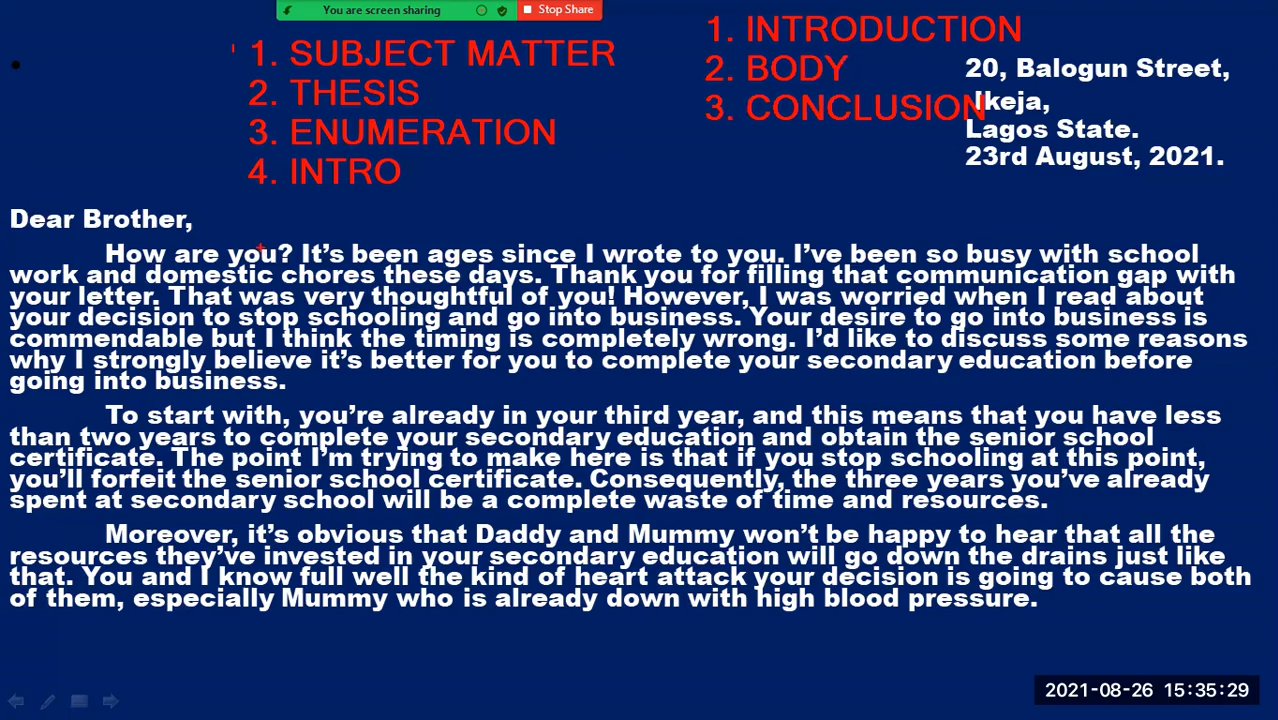 You are screen sharing
Stop Share
1. SUBJECT MATTER
2. THESIS
3. ENUMERATION
4. INTRO
1. INTRODUCTION
2. BODY
3. CONCLUSION
20, Balogun Street,
Ikeja,
Lagos State.
23rd August, 2021.
Dear Brother,
How are you? It’s been ages since I wrote to you. I’ve been so busy with school
work and domestic chores these days. Thank you for filling that communication gap with
your letter. That was very thoughtful of you! However, I was worried when I read about
your decision to stop schooling and go into business. Your desire to go into business is
commendable but I think the timing is completely wrong. I’d like to discuss some reasons
why I strongly believe it’s better for you to complete your secondary education before
going into business.
To start with, you’re already in your third year, and this means that you have less
than two years to complete your secondary education and obtain the senior school
certificate. The point I’m trying to make here is that if you stop schooling at this point,
you’ll forfeit the senior school certificate. Consequently, the three years you’ve already
spent at secondary school will be a complete waste of time and resources.
Moreover, it’s obvious that Daddy and Mummy won’t be happy to hear that all the
resources they’ve invested in your secondary education will go down the drains just like
that. You and I know full well the kind of heart attack your decision is going to cause both
of them, especially Mummy who is already down with high blood pressure.
2021-08-26 15:35:29